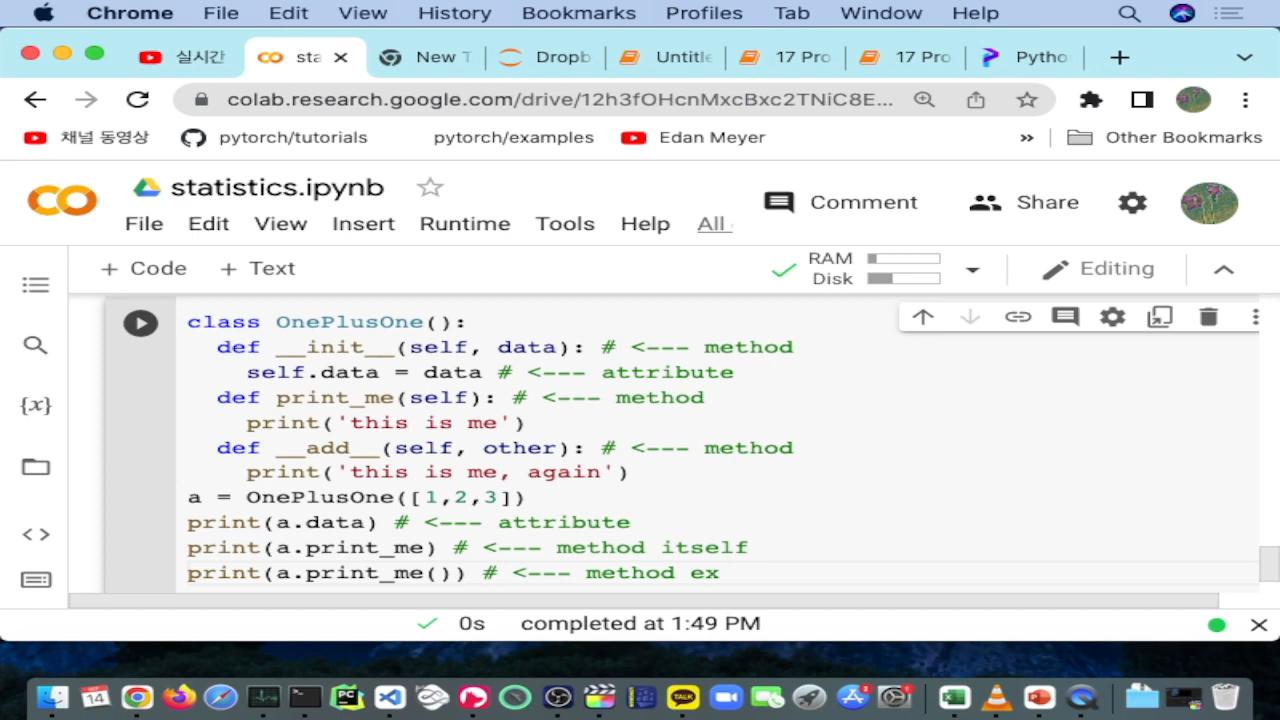 Chrome File Edit View History Bookmarks Profiles Tab Window Help
실시간 sta New T Dropb Untitle 17 Pro 17 Pro Pytho
colab.research.google.com/drive/12h3fOHcnMxcBxc2TNiC8E...
채널 동영상 pytorch/tutorials pytorch/examples Edan Meyer » Other Bookmarks
statistics.ipynb
Comment Share
File Edit View Insert Runtime Tools Help All
+ Code + Text RAM Disk Editing
class OnePlusOne():
def __init__(self, data): # <--- method
self.data = data # <--- attribute
def print_me(self): # <--- method
print('this is me')
def __add__(self, other): # <--- method
print('this is me, again')
a = OnePlusOne([1,2,3])
print(a.data) # <--- attribute
print(a.print_me) # <--- method itself
print(a.print_me()) # <--- method ex
{x}
<>
0s completed at 1:49 PM
14 PC TALK